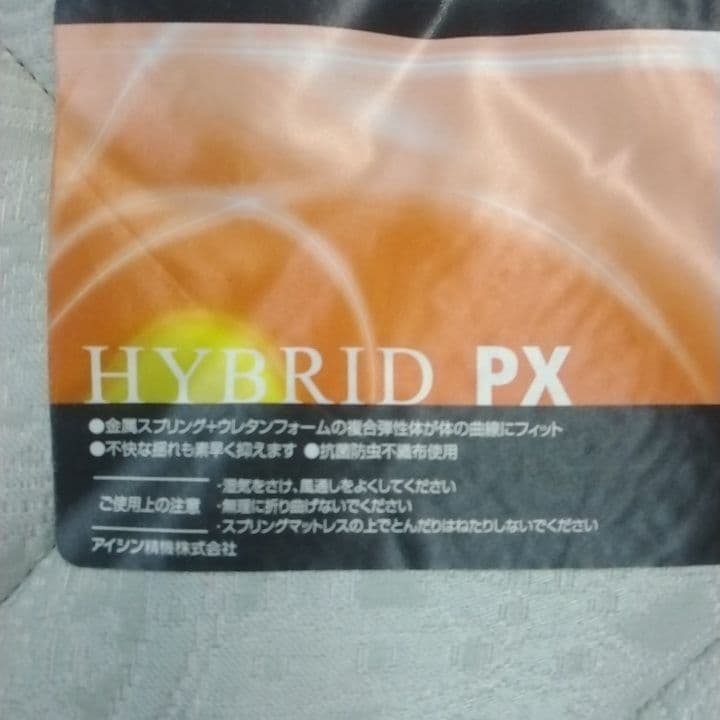 HYBRID PX
●金属スプリング+ウレタンフォームの複合弾性体が体の曲線にフィット
●不快な揺れも素早く抑えます ●抗菌防虫不織布使用
ご使用上の注意
・湿気をさけ、風通しをよくしてください
・無理に折り曲げないでください
・スプリングマットレスの上でとんだりはねたりしないでください
アイシン精機株式会社